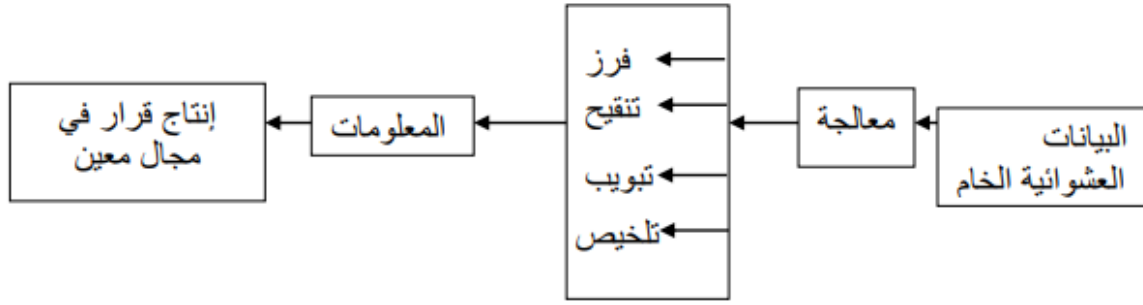 البيانات
العشوائية الخام
معالجة
فرز
تنقيح
تبويب
تلخيص
المعلومات
إنتاج قرار في
مجال معين